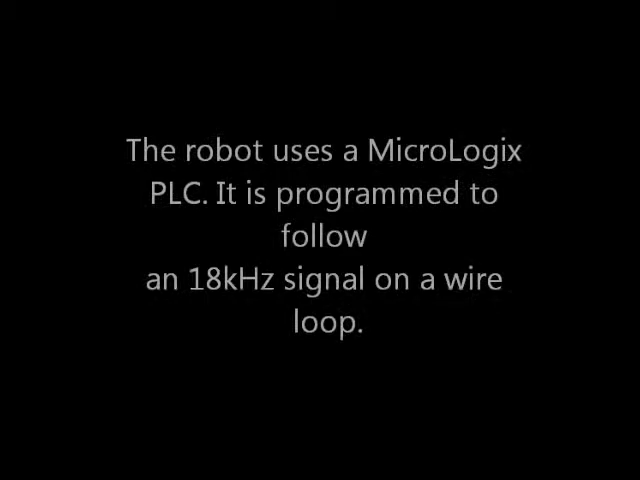 The robot uses a MicroLogix
PLC. It is programmed to
follow
an 18kHz signal on a wire
loop.